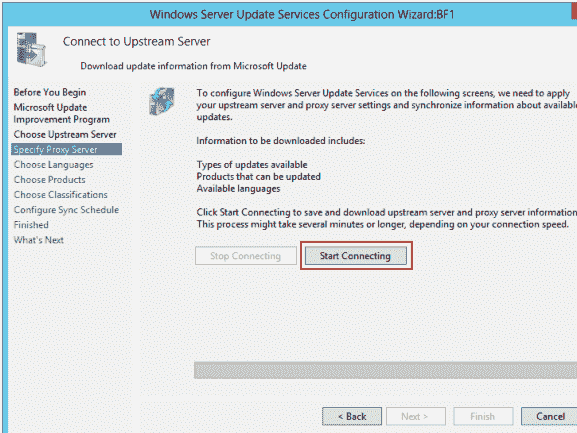 Windows Server Update Services Configuration Wizard:BF1
Connect to Upstream Server
Download update information from Microsoft Update
Before You Begin
Microsoft Update
Improvement Program
Choose Upstream Server
Specify Proxy Server
Choose Languages
Choose Products
Choose Classifications
Configure Sync Schedule
Finished
What's Next
To configure Windows Server Update Services on the following screens, we need to apply
your upstream server and proxy server settings and synchronize information about available
updates.
Information to be downloaded includes:
Types of updates available
Products that can be updated
Available languages
Click Start Connecting to save and download upstream server and proxy server information
This process might take several minutes or longer, depending on your connection speed.
Stop Connecting
Start Connecting
< Back
Next >
Finish
Cancel